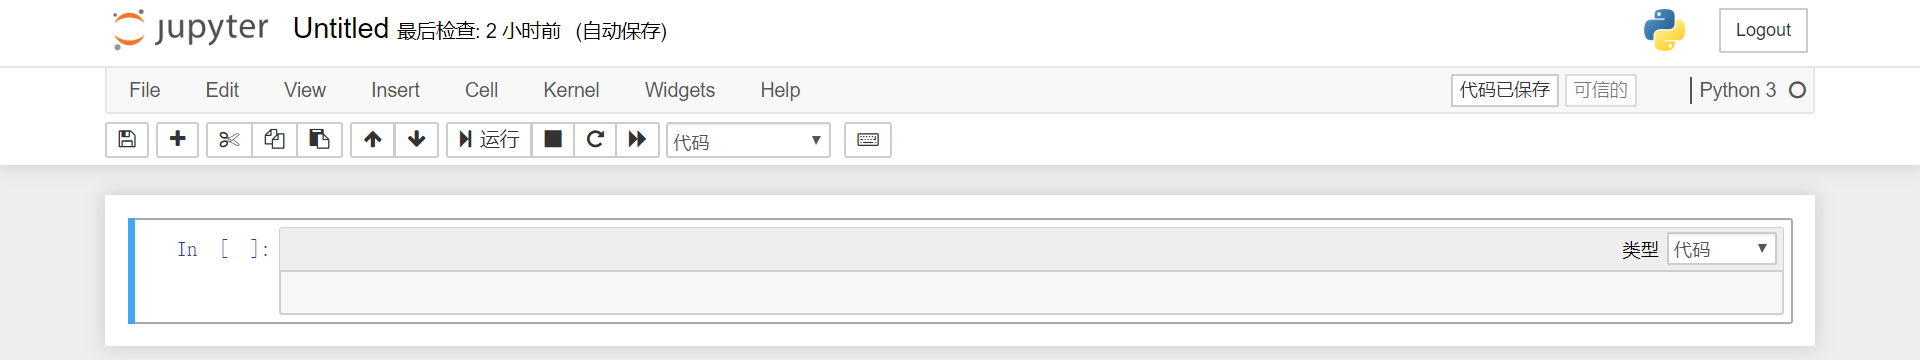 jupyter Untitled 最后检查: 2 小时前 (自动保存) Logout
File Edit View Insert Cell Kernel Widgets Help 代码已保存 可信的 Python 3
运行 代码
In [ ]: 类型 代码